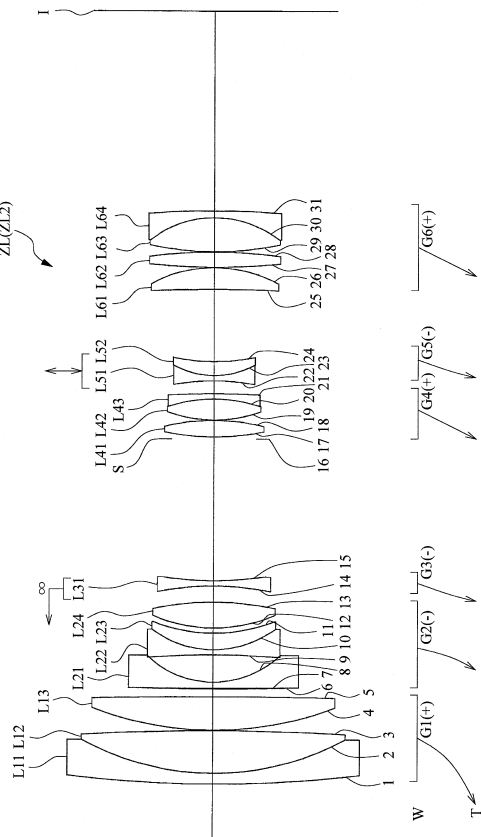 ZL(ZL2)
I
L11 L12 L13 L21 L22 L23 L24 L31 S L41 L42 L43 L51 L52 L61 L62 L63 L64
∞
1 2 3 4 5 6 7 8 9 10 11 12 13 14 15 16 17 18 19 20 21 22 23 24 25 26 27 28 29 30 31
G1(+) G2(-) G3(-) G4(+) G5(-) G6(+)
W
T